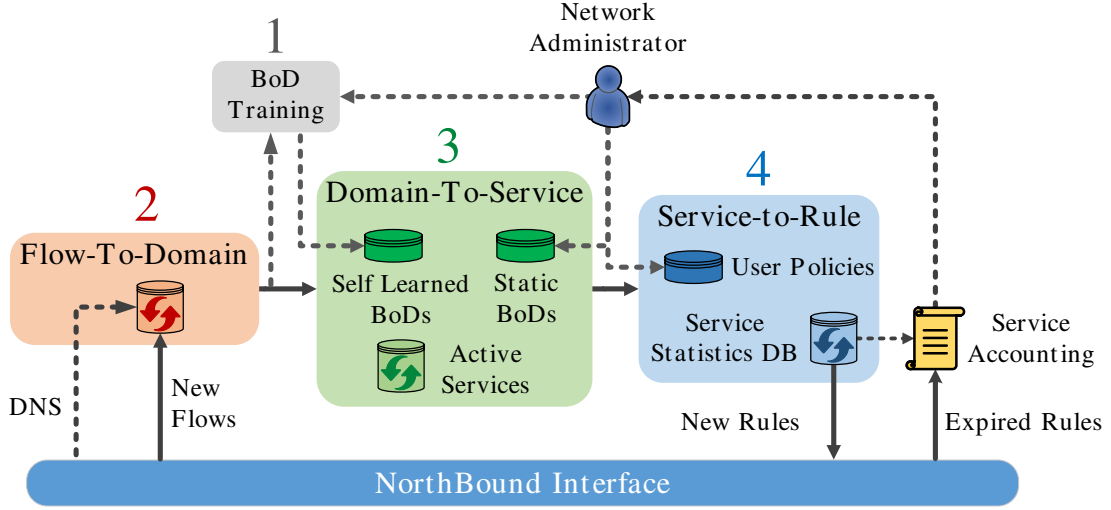 Network
Administrator
1
BoD
Training
3
Domain-To-Service
Self Learned
BoDs
Static
BoDs
Active
Services
4
Service-to-Rule
User Policies
Service
Statistics DB
Service
Accounting
2
Flow-To-Domain
DNS
New
Flows
New Rules
Expired Rules
NorthBound Interface